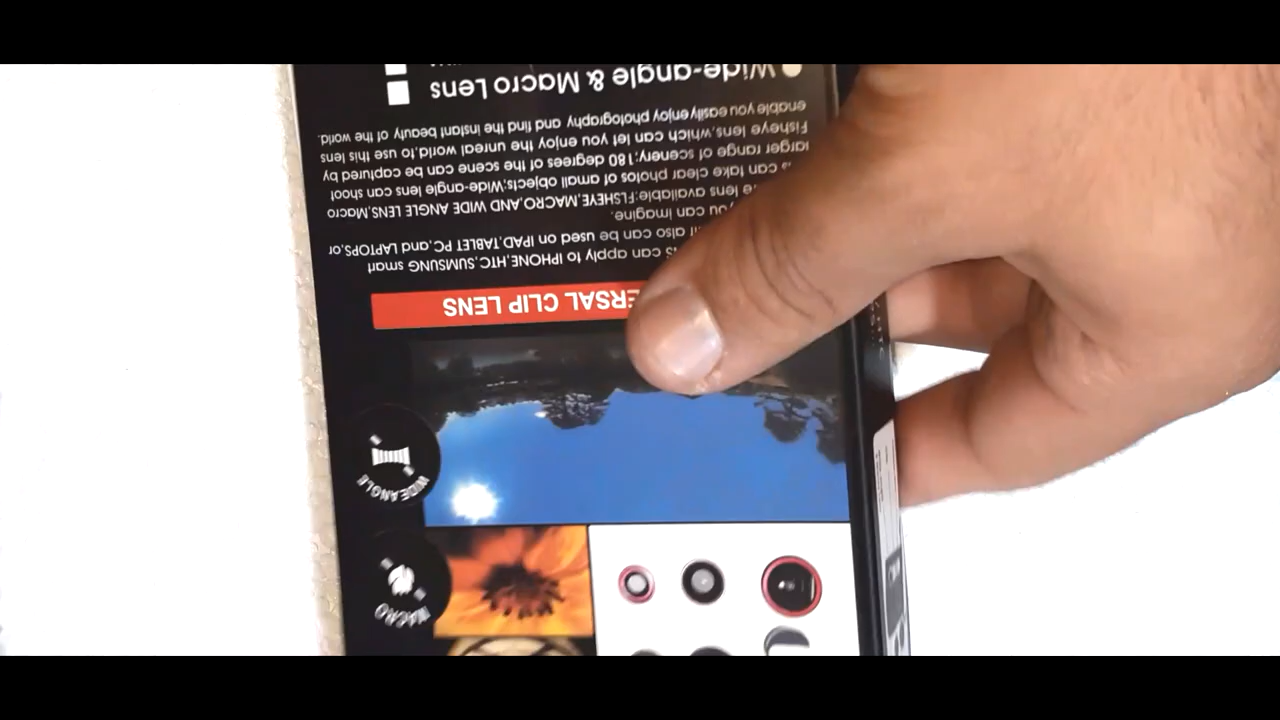 MACRO
WIDE ANGLE
ERSAL CLIP LENS
can apply to IPHONE,HTC,SUMSUNG smart
also can be used on IPAD,TABLET PC,and LAPTOPS,or
you can imagine.
lens available:FLSHEYE,MACRO,AND WIDE ANGLE LENS,Macro
can take clear photos of amall objects;Wide-angle lens can shoot
larger range of scenery;180 degrees of the scene can be captured by
Fisheye lens,which can let you enjoy the unreal world,to use this lens
enable you easily enjoy photography and find the instant beauty of the world.
Wide-angle & Macro Lens